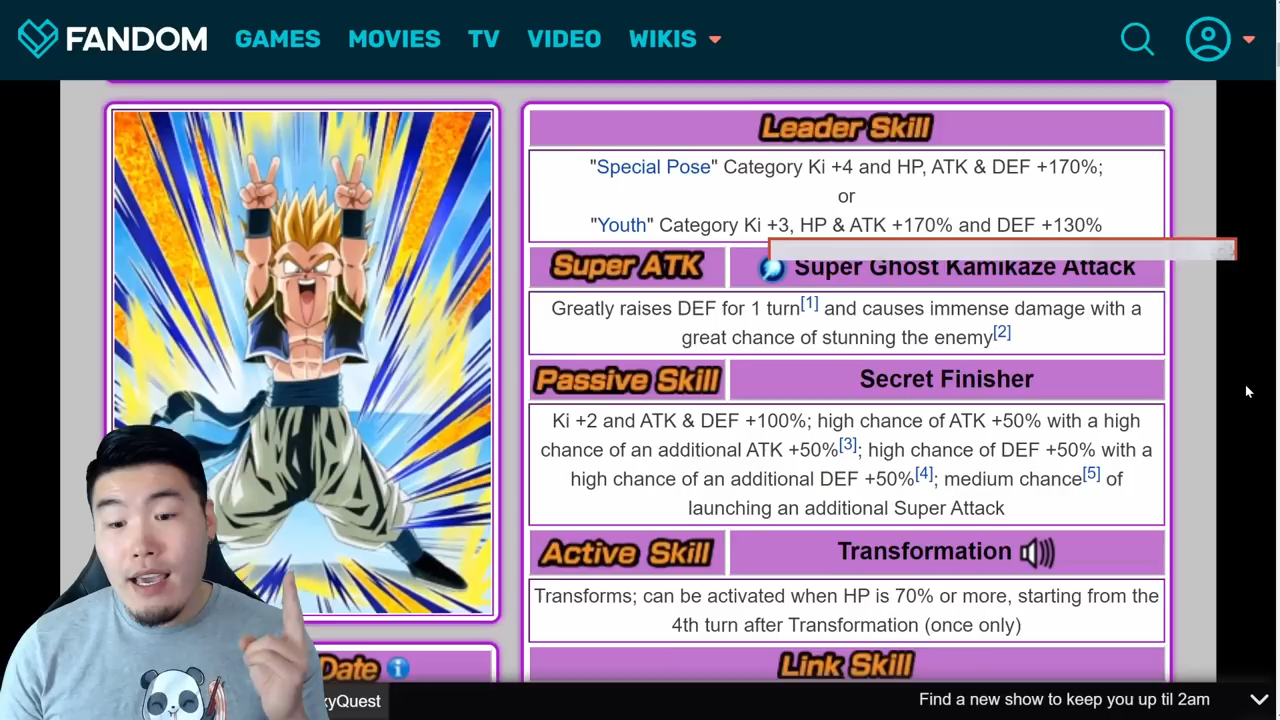 FANDOM GAMES MOVIES TV VIDEO WIKIS
Leader Skill
"Special Pose" Category Ki +4 and HP, ATK & DEF +170%;
or
"Youth" Category Ki +3, HP & ATK +170% and DEF +130%
Super ATK
Super Ghost Kamikaze Attack
Greatly raises DEF for 1 turn[1] and causes immense damage with a
great chance of stunning the enemy[2]
Passive Skill
Secret Finisher
Ki +2 and ATK & DEF +100%; high chance of ATK +50% with a high
chance of an additional ATK +50%[3]; high chance of DEF +50% with a
high chance of an additional DEF +50%[4]; medium chance[5] of
launching an additional Super Attack
Active Skill
Transformation
Transforms; can be activated when HP is 70% or more, starting from the
4th turn after Transformation (once only)
Link Skill
Date
xyQuest
Find a new show to keep you up til 2am